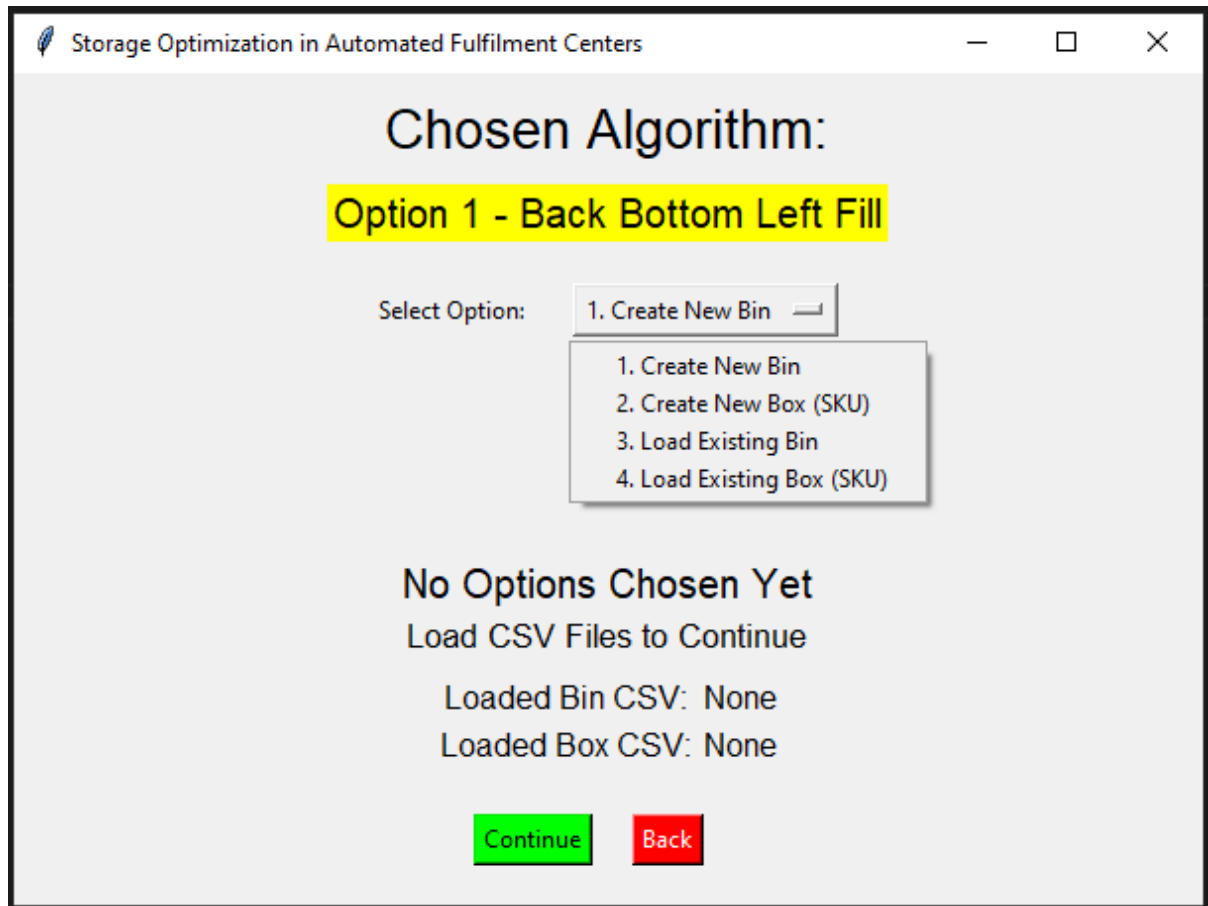 Storage Optimization in Automated Fulfilment Centers
Chosen Algorithm:
Option 1 - Back Bottom Left Fill
Select Option: 1. Create New Bin
1. Create New Bin
2. Create New Box (SKU)
3. Load Existing Bin
4. Load Existing Box (SKU)
No Options Chosen Yet
Load CSV Files to Continue
Loaded Bin CSV: None
Loaded Box CSV: None
Continue Back